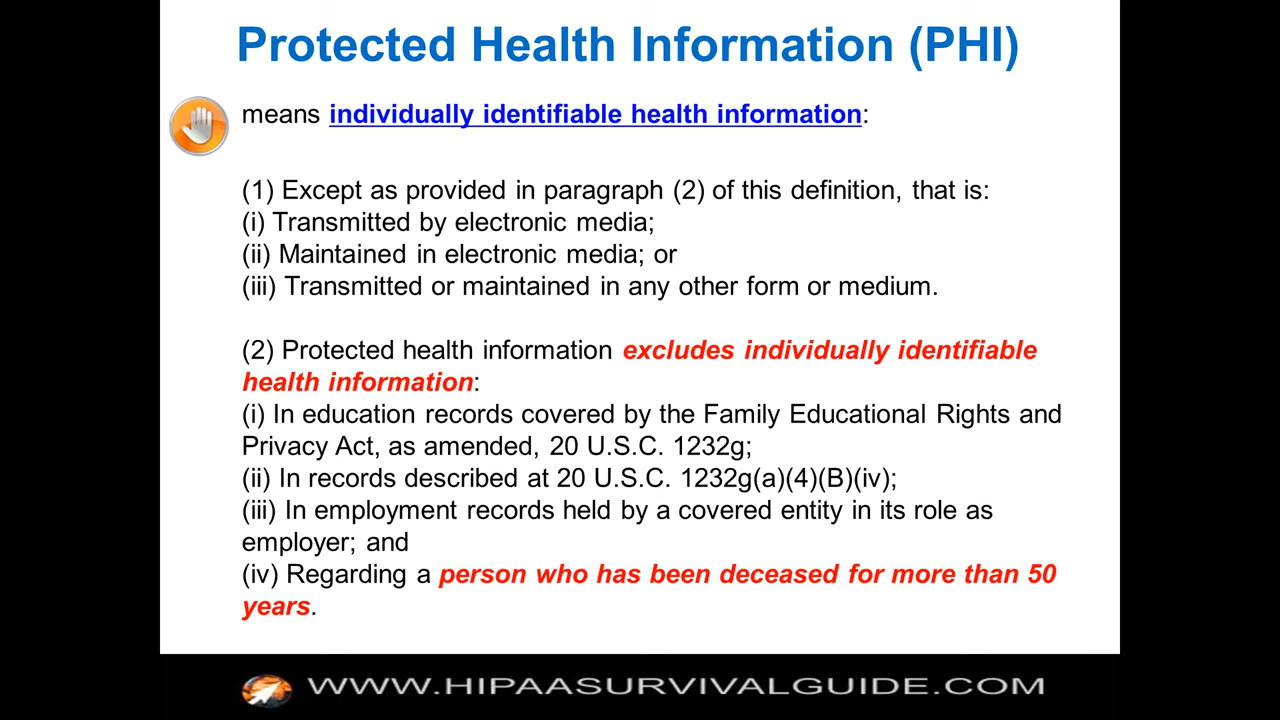 Protected Health Information (PHI)
means individually identifiable health information:
(1) Except as provided in paragraph (2) of this definition, that is:
(i) Transmitted by electronic media;
(ii) Maintained in electronic media; or
(iii) Transmitted or maintained in any other form or medium.
(2) Protected health information excludes individually identifiable
health information:
(i) In education records covered by the Family Educational Rights and
Privacy Act, as amended, 20 U.S.C. 1232g;
(ii) In records described at 20 U.S.C. 1232g(a)(4)(B)(iv);
(iii) In employment records held by a covered entity in its role as
employer; and
(iv) Regarding a person who has been deceased for more than 50
years.
WWW.HIPAASURVIVALGUIDE.COM